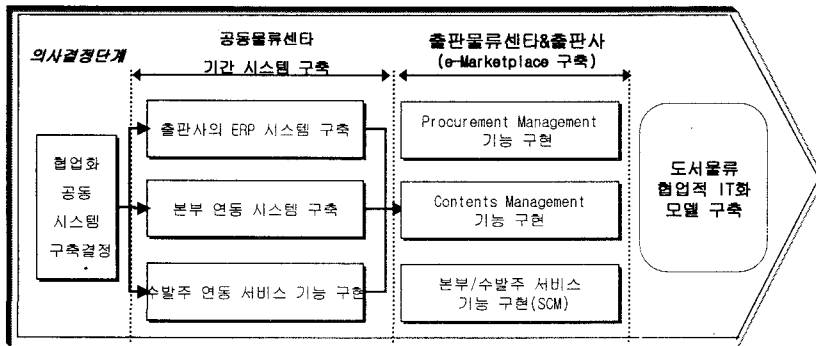 의사결정단계
공동물류센타
기간 시스템 구축
출판물류센타&출판사
(e-Marketplace 구축)
협업화
공동
시스템
구축결정
출판사의 ERP 시스템 구축
본부 연동 시스템 구축
수발주 연동 서비스 기능 구현
Procurement Management
기능 구현
Contents Management
기능 구현
본부/수발주 서비스
기능 구현(SCM)
도서물류
협업적 IT화
모델 구축